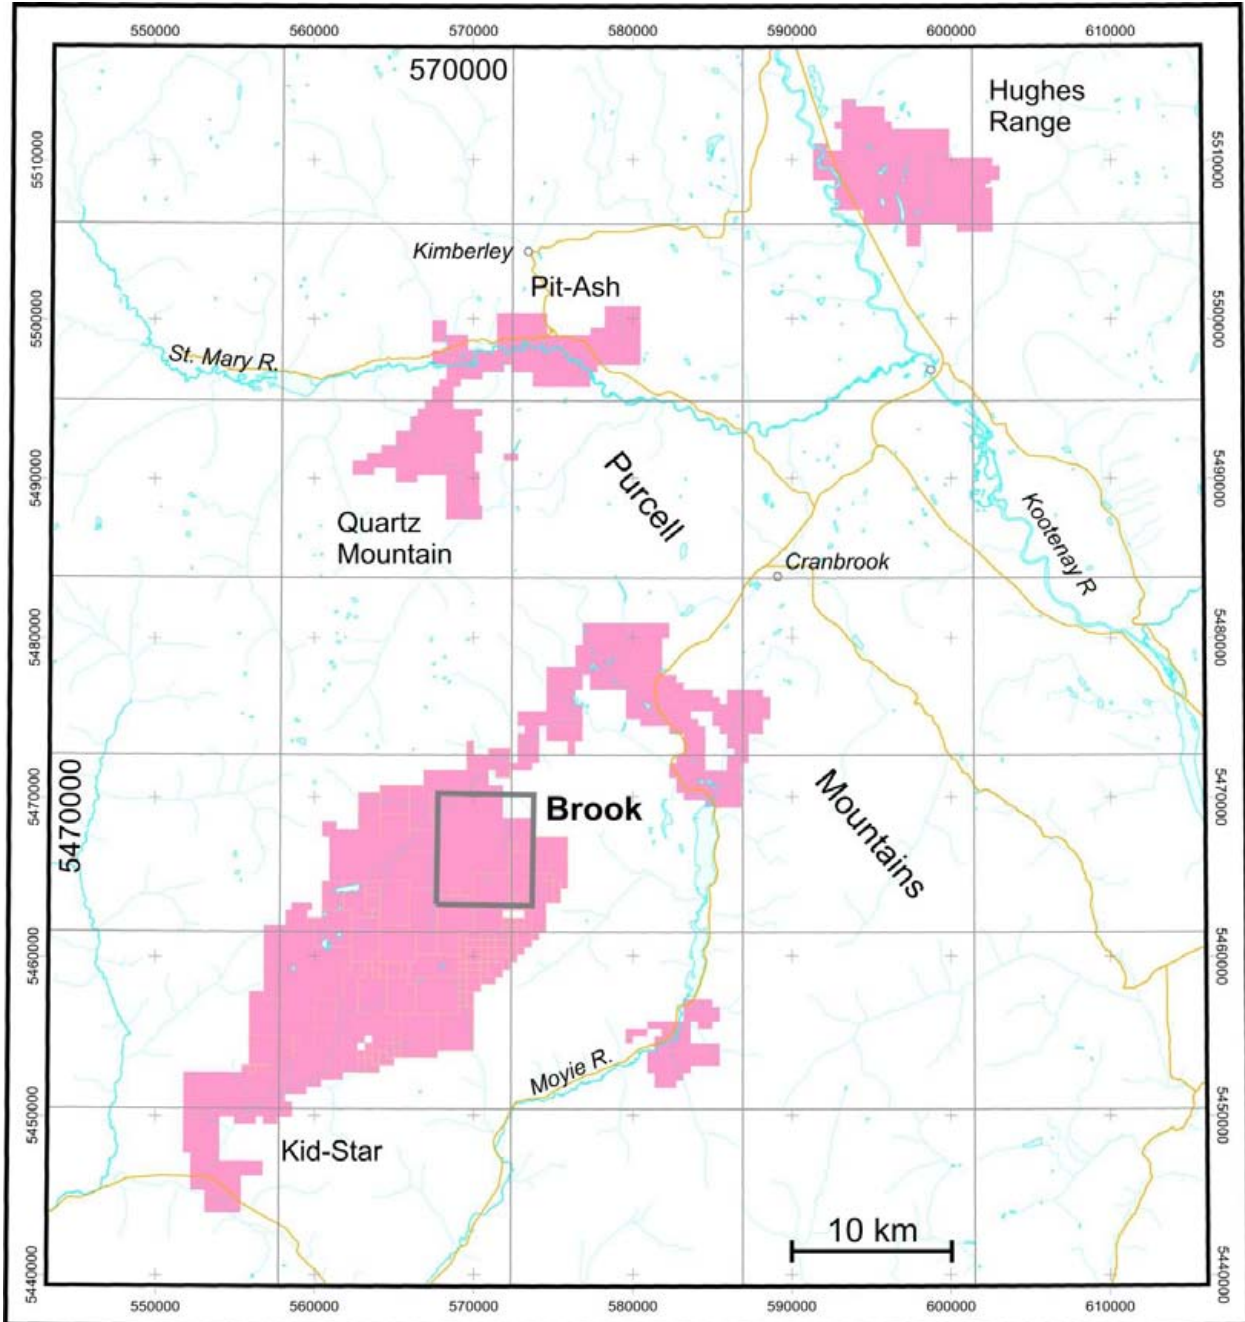 550000 560000 570000 580000 590000 600000 610000
570000
Hughes
Range
5510000
5510000
Kimberley
Pit-Ash
5500000
5500000
St. Mary R.
5490000
5490000
Purcell
Quartz
Mountain
Kootenay R
Cranbrook
5480000
5480000
5470000
5470000
5470000
Brook
Mountains
5460000
5460000
Moyie R.
5450000
5450000
Kid-Star
10 km
5440000
5440000
550000 560000 570000 580000 590000 600000 610000